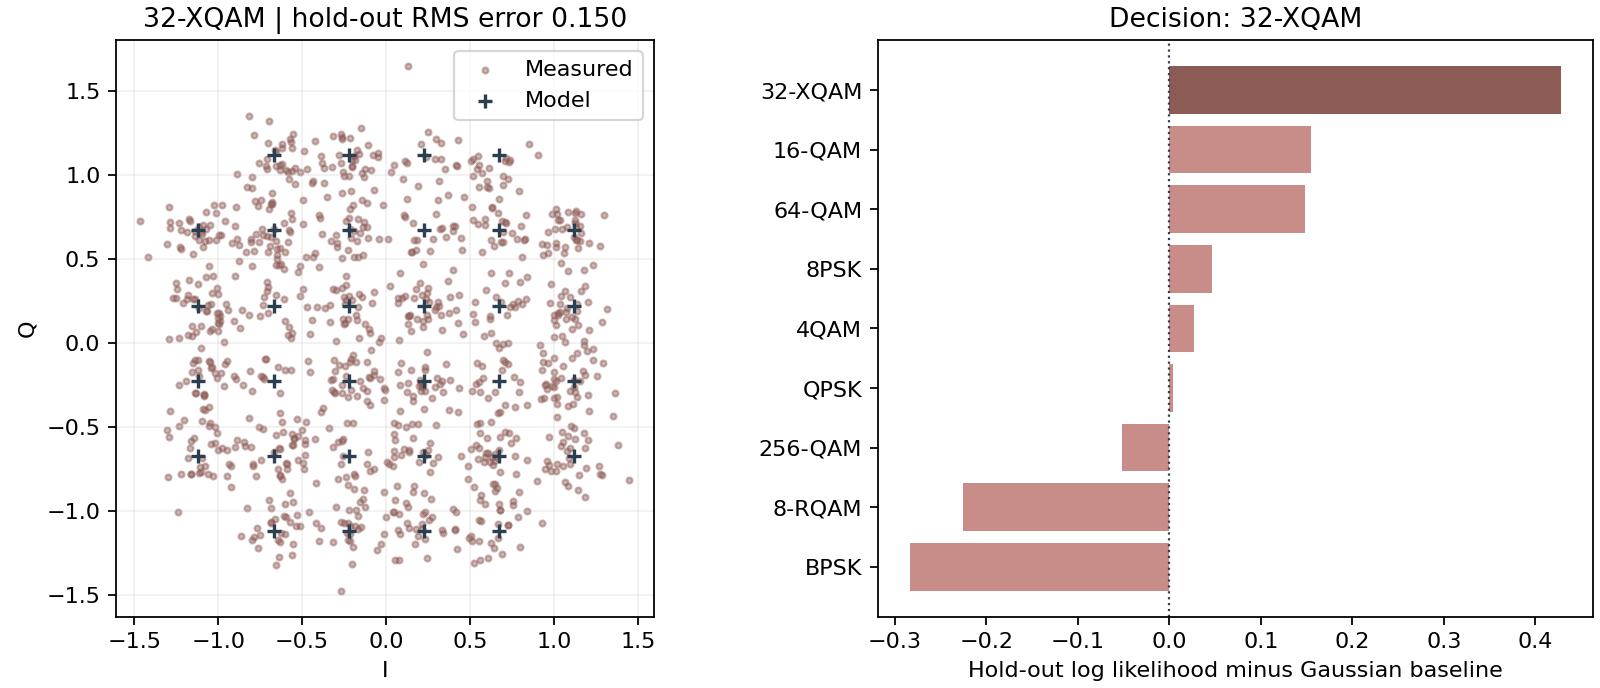 32-XQAM | hold-out RMS error 0.150
Measured
Model
1.5
1.0
0.5
0.0
−0.5
−1.0
−1.5
Q
−1.5
−1.0
−0.5
0.0
0.5
1.0
1.5
I
Decision: 32-XQAM
32-XQAM
16-QAM
64-QAM
8PSK
4QAM
QPSK
256-QAM
8-RQAM
BPSK
−0.3
−0.2
−0.1
0.0
0.1
0.2
0.3
0.4
Hold-out log likelihood minus Gaussian baseline